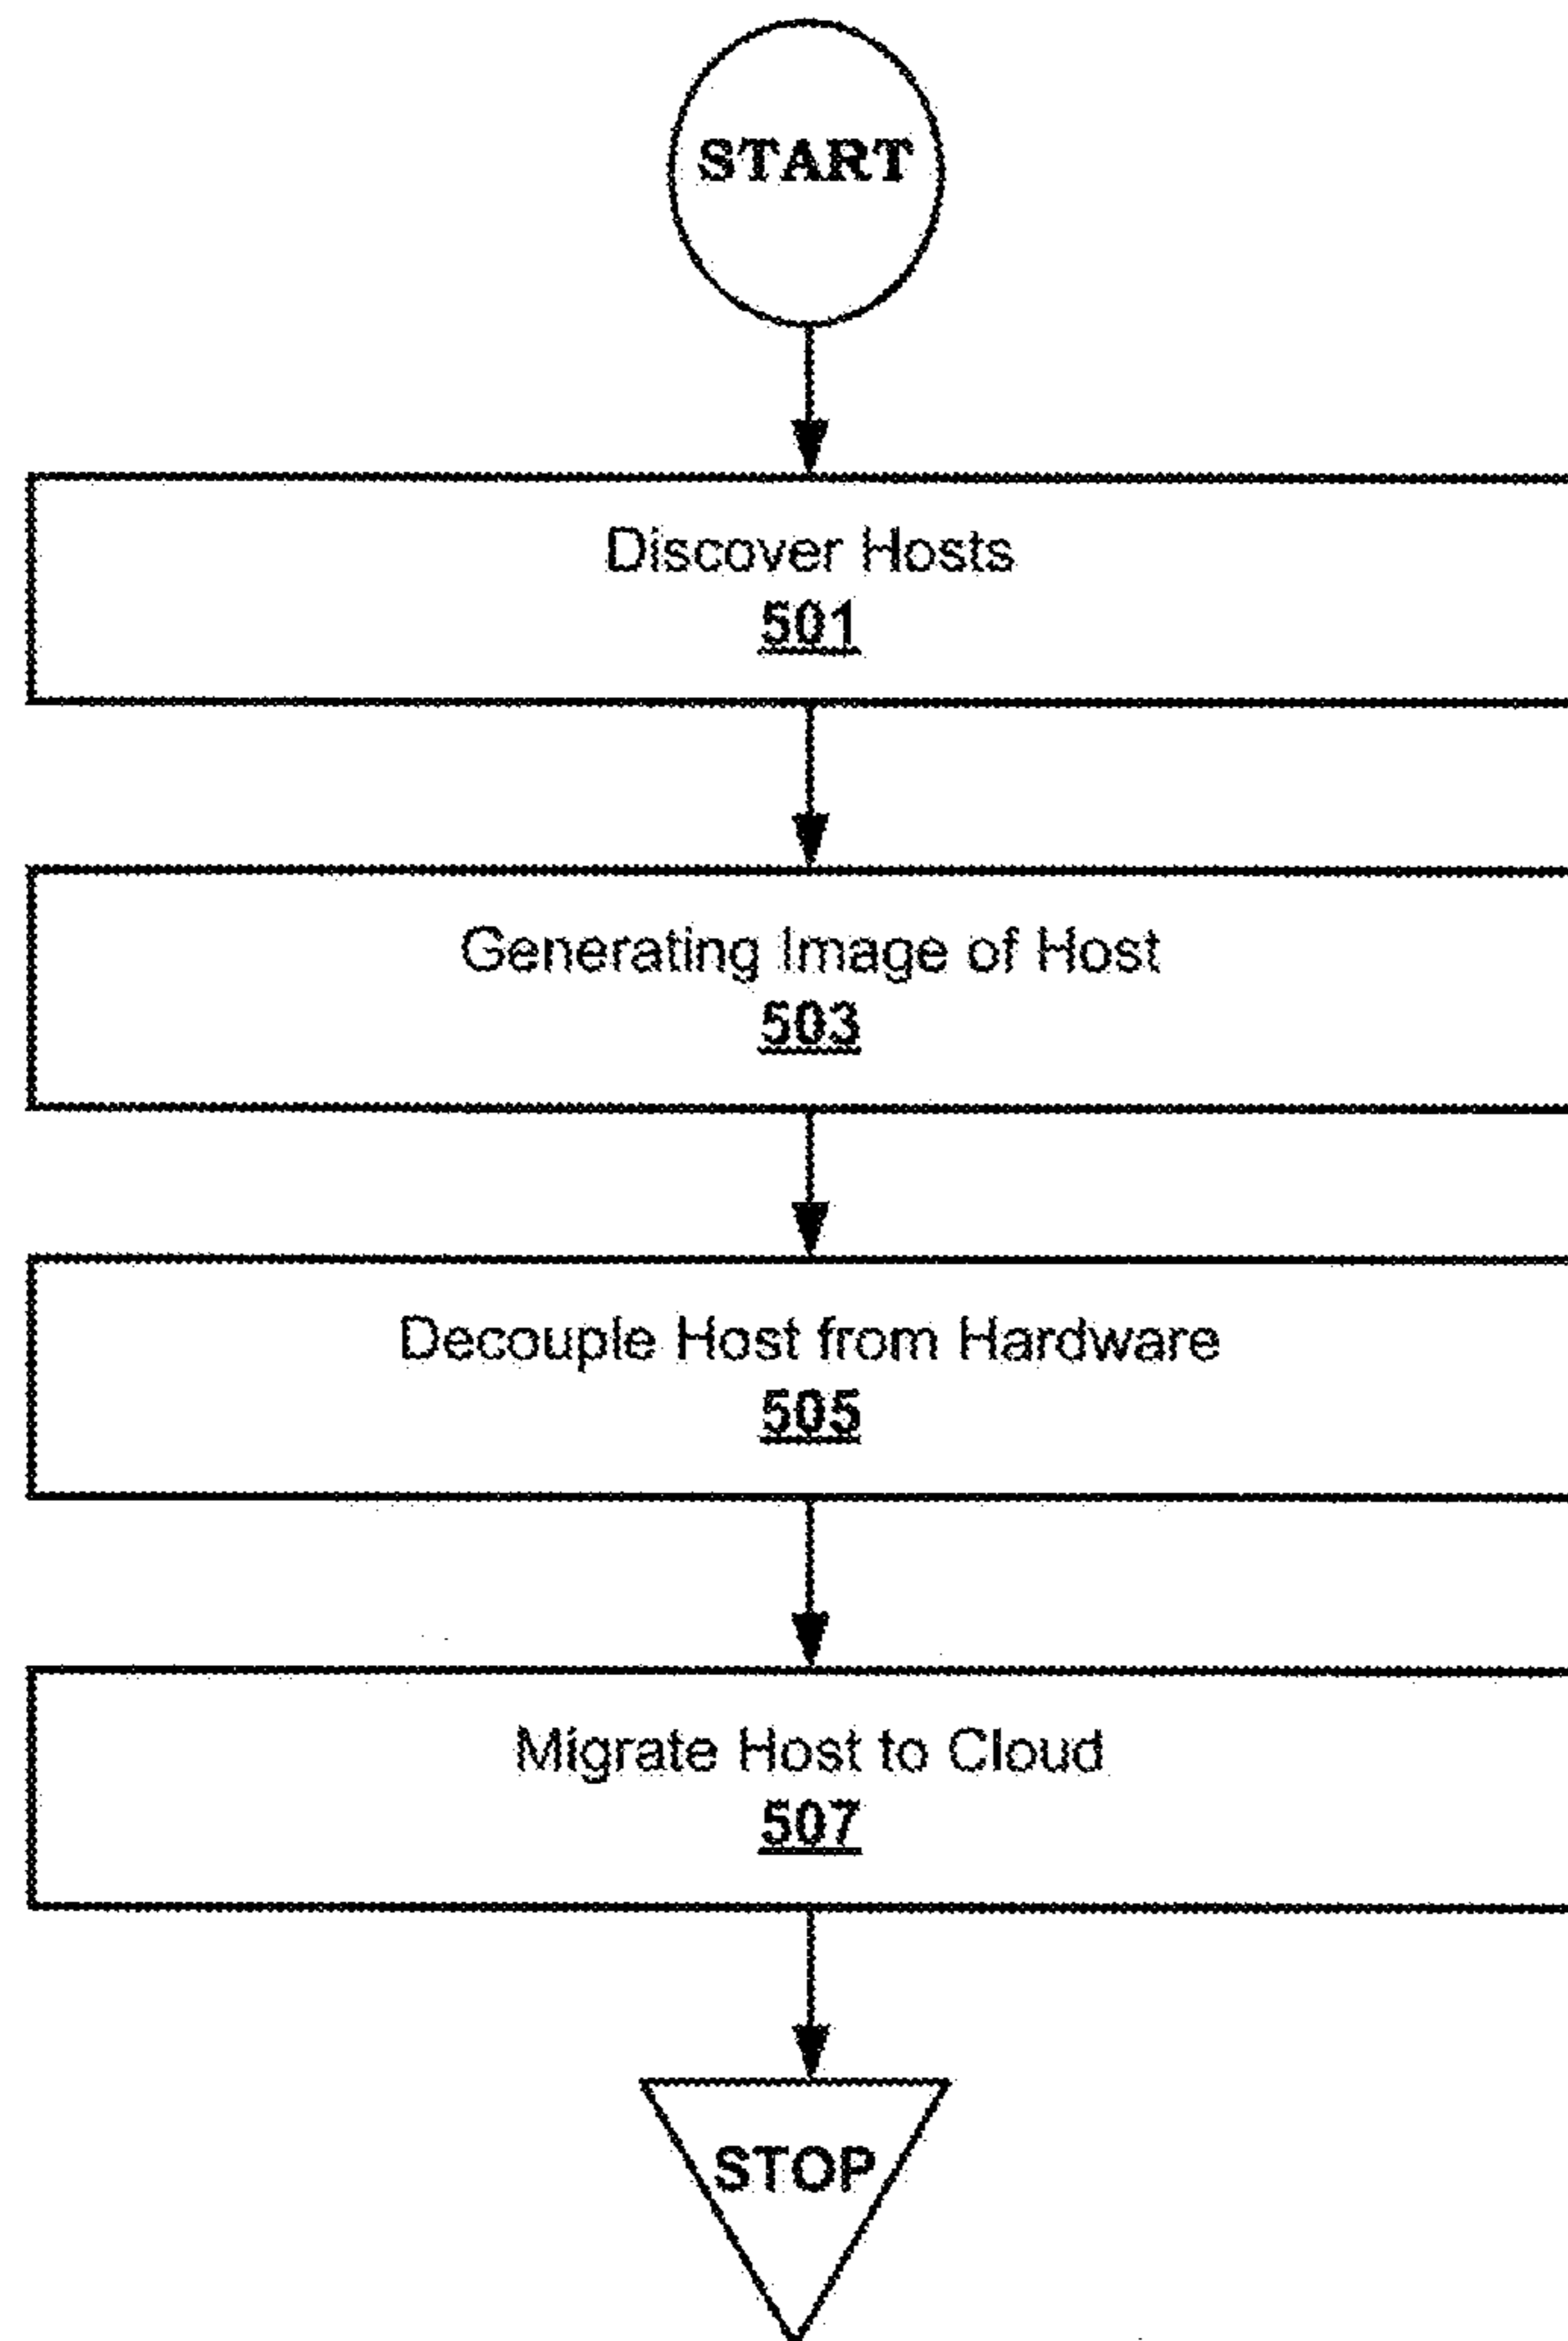 START
Discover Hosts
501
Generating Image of Host
503
Decouple Host from Hardware
505
Migrate Host to Cloud
507
STOP